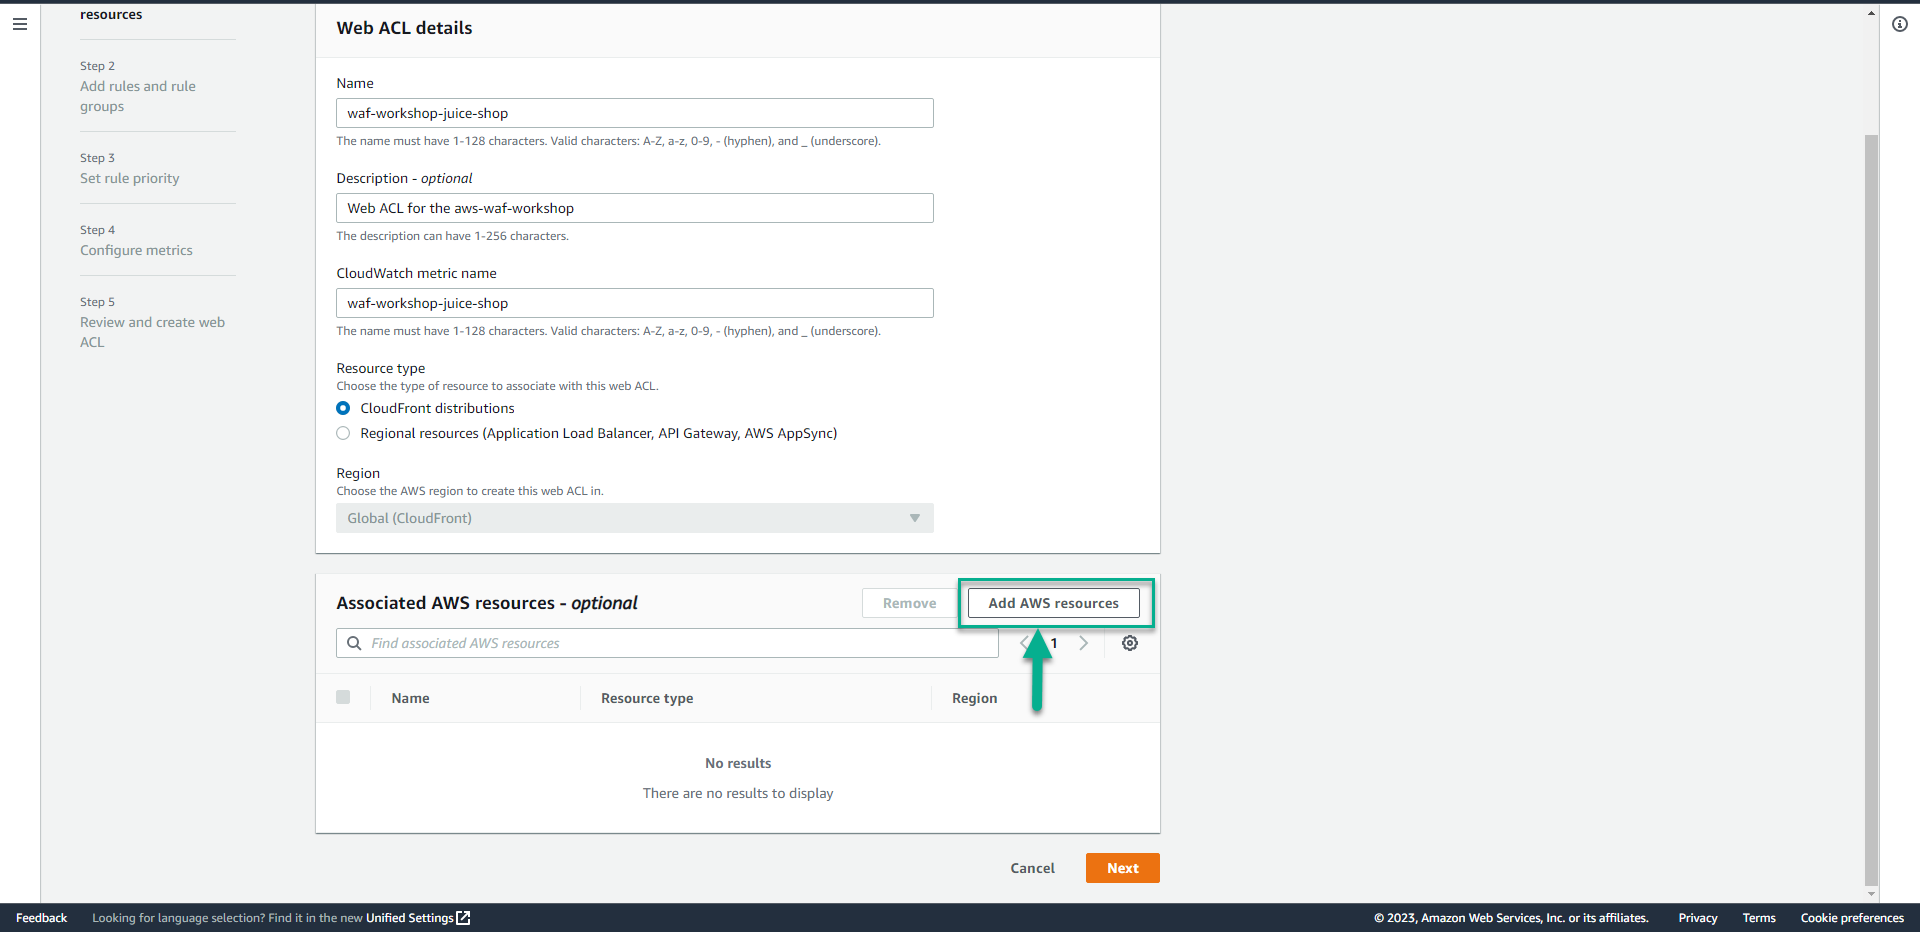 resources
Step 2
Add rules and rule
groups
Step 3
Set rule priority
Step 4
Configure metrics
Step 5
Review and create web
ACL
Web ACL details
Name
waf-workshop-juice-shop
The name must have 1-128 characters. Valid characters: A-Z, a-z, 0-9, - (hyphen), and _ (underscore).
Description - optional
Web ACL for the aws-waf-workshop
The description can have 1-256 characters.
CloudWatch metric name
waf-workshop-juice-shop
The name must have 1-128 characters. Valid characters: A-Z, a-z, 0-9, - (hyphen), and _ (underscore).
Resource type
Choose the type of resource to associate with this web ACL.
CloudFront distributions
Regional resources (Application Load Balancer, API Gateway, AWS AppSync)
Region
Choose the AWS region to create this web ACL in.
Global (CloudFront)
Associated AWS resources - optional
Remove
Add AWS resources
Find associated AWS resources
1
Name Resource type Region
No results
There are no results to display
Cancel Next
Feedback Looking for language selection? Find it in the new Unified Settings © 2023, Amazon Web Services, Inc. or its affiliates. Privacy Terms Cookie preferences